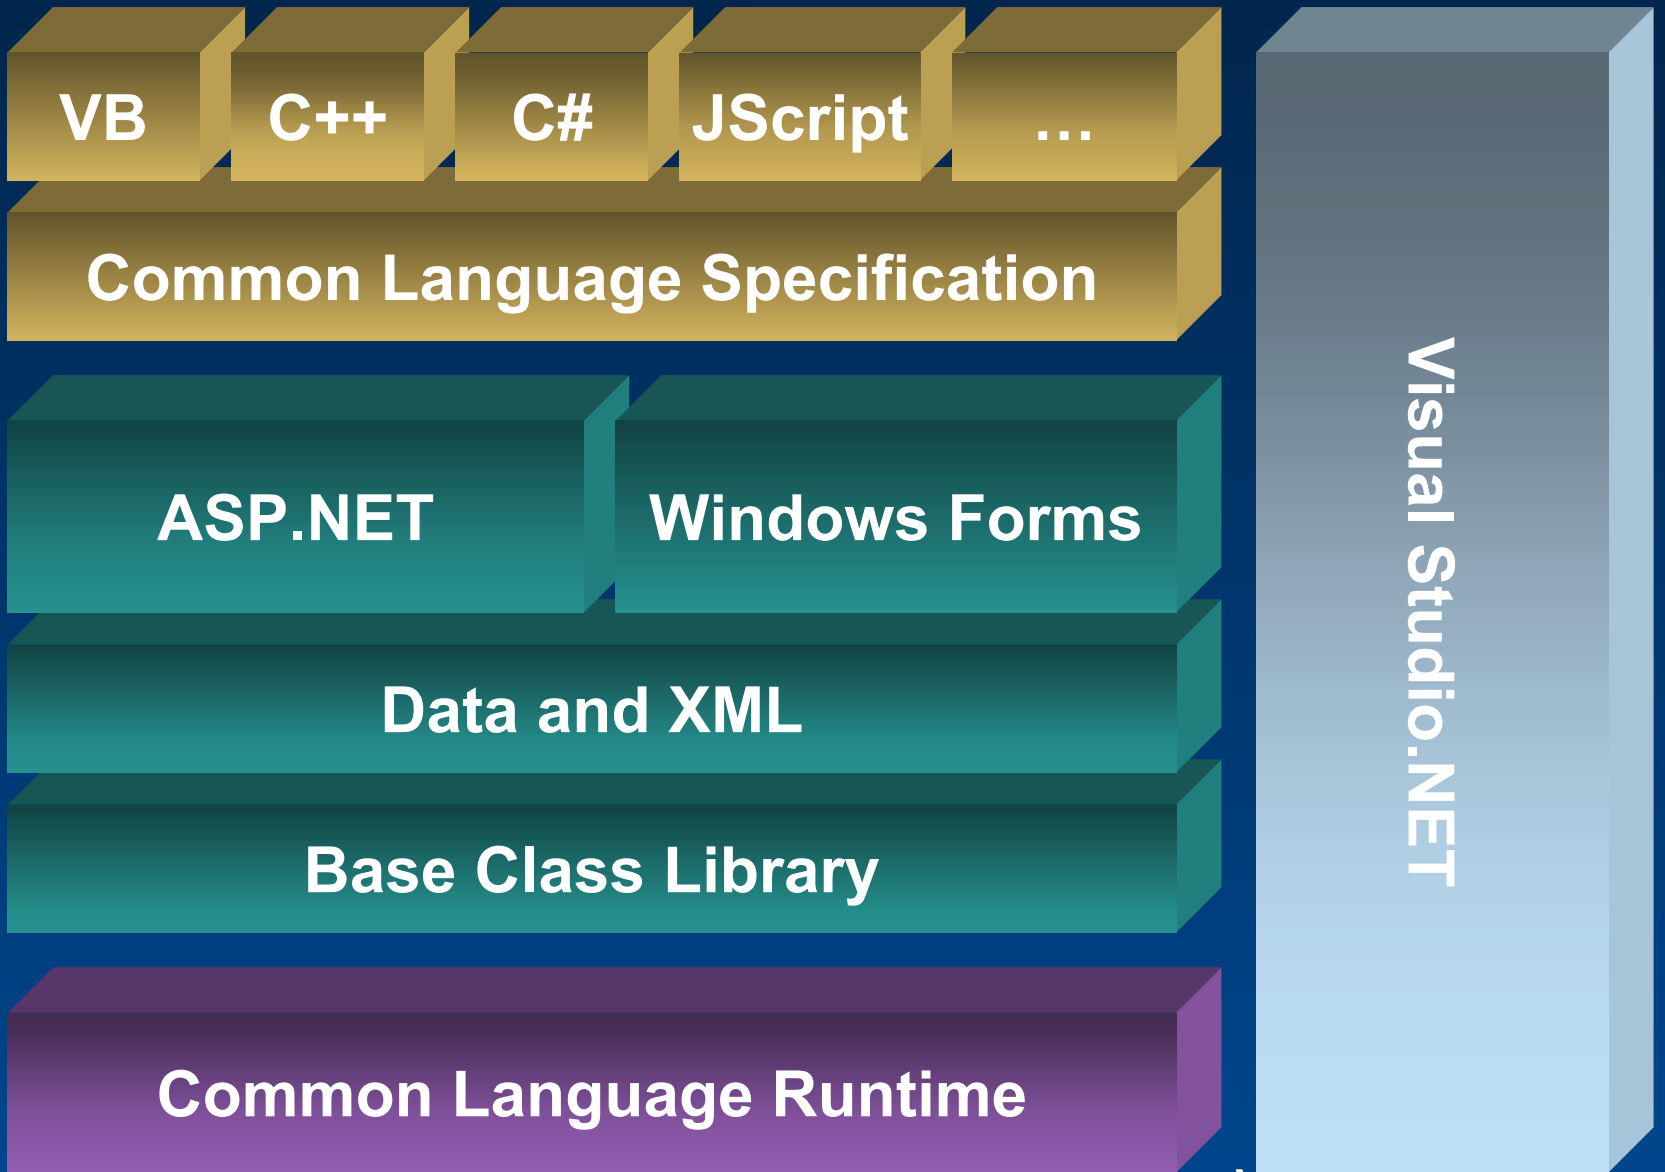 VB
C++
C#
JScript
…
Common Language Specification
ASP.NET
Windows Forms
Data and XML
Base Class Library
Common Language Runtime
Visual Studio.NET